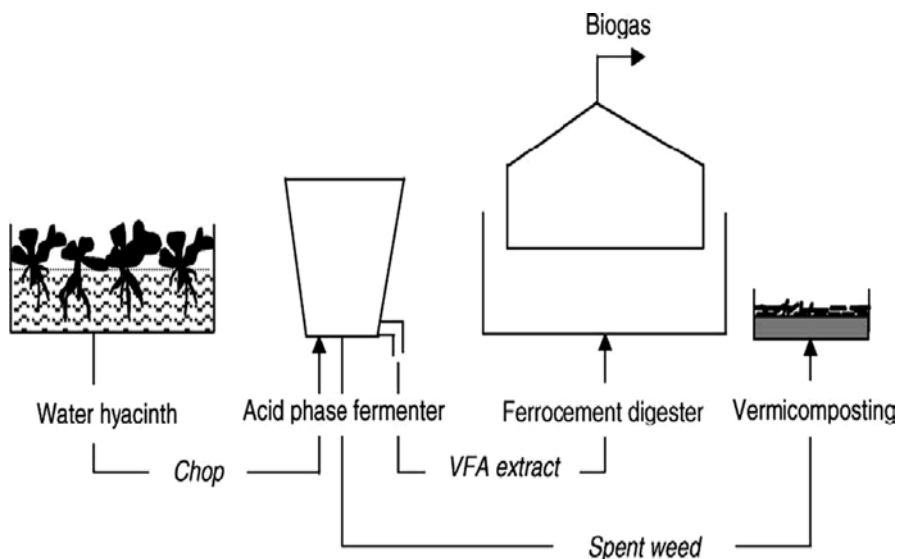 Biogas
Water hyacinth
Acid phase fermenter
Ferrocement digester
Vermicomposting
Chop
VFA extract
Spent weed